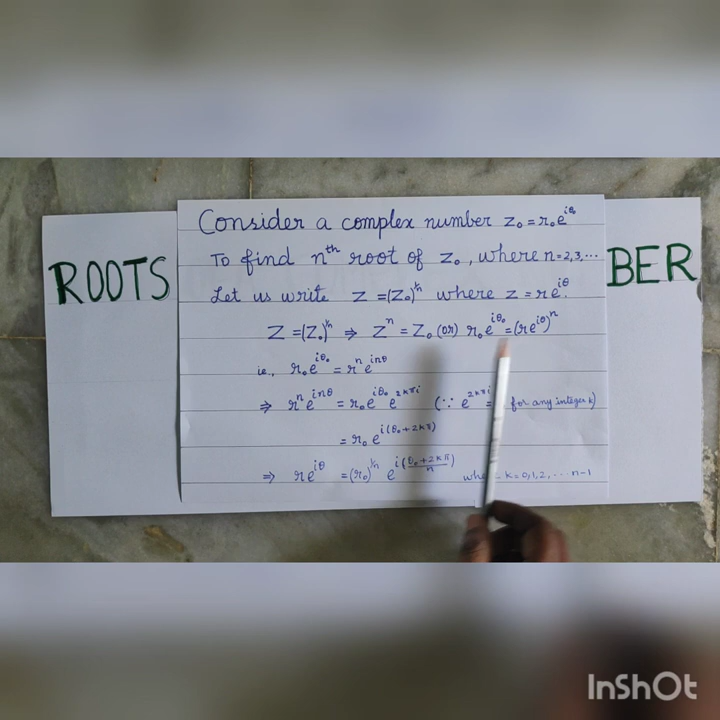 ROOTS
BER
Consider a complex number z₀ = r₀e^{iθ₀}
To find nᵗʰ root of z₀, where n=2,3,...
Let us write z = (z₀)^{1/n} where z = re^{iθ}.
z = (z₀)^{1/n} ⇒ zⁿ = z₀ (or) r₀e^{iθ₀} = (re^{iθ})ⁿ
i.e., r₀e^{iθ₀} = rⁿe^{inθ}
⇒ rⁿe^{inθ} = r₀e^{iθ₀} e^{2kπi} (∵ e^{2kπi} = for any integer k)
= r₀e^{i(θ₀+2kπ)}
⇒ re^{iθ} = (r₀)^{1/n} e^{i(\frac{θ₀+2kπ}{n})} k=0,1,2,...n-1
InShOt